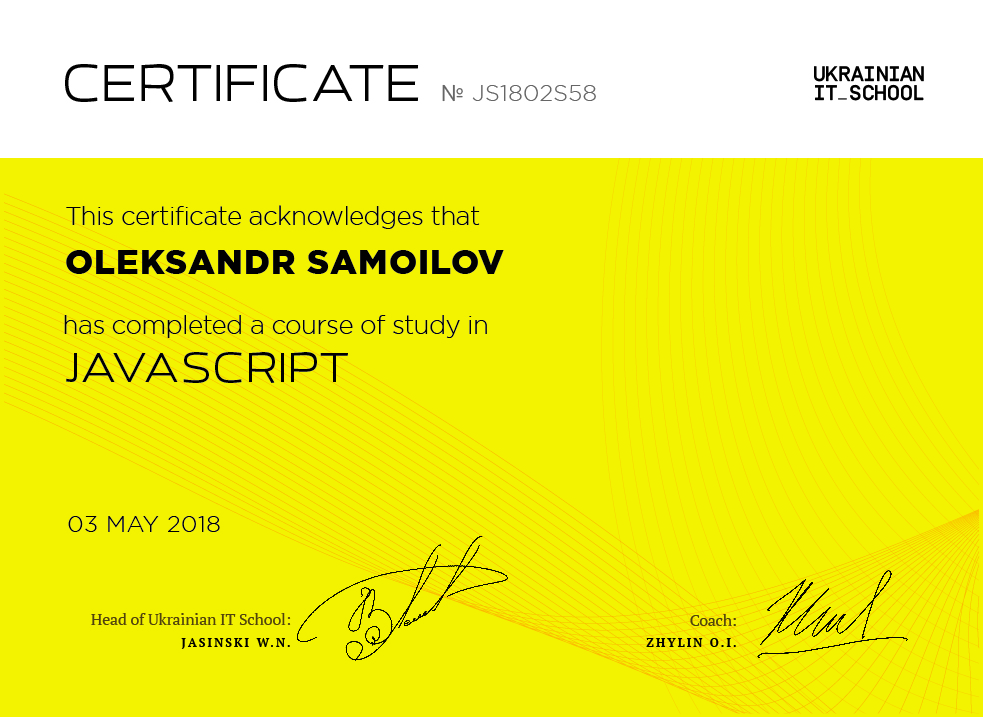 CERTIFICATE № JS1802S58
UKRAINIAN
IT_SCHOOL
This certificate acknowledges that
OLEKSANDR SAMOILOV
has completed a course of study in
JAVASCRIPT
03 MAY 2018
Head of Ukrainian IT School:
JASINSKI W.N.
Coach:
ZHYLIN O.I.